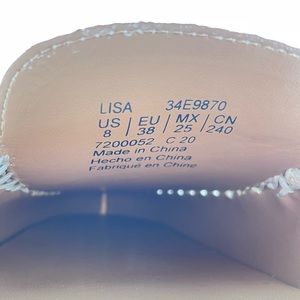 LISA 34E9870
US | EU | MX | CN
8 | 38 | 25 | 240
7200052 C 20
Made in China
Hecho en China
Fabriqué en Chine